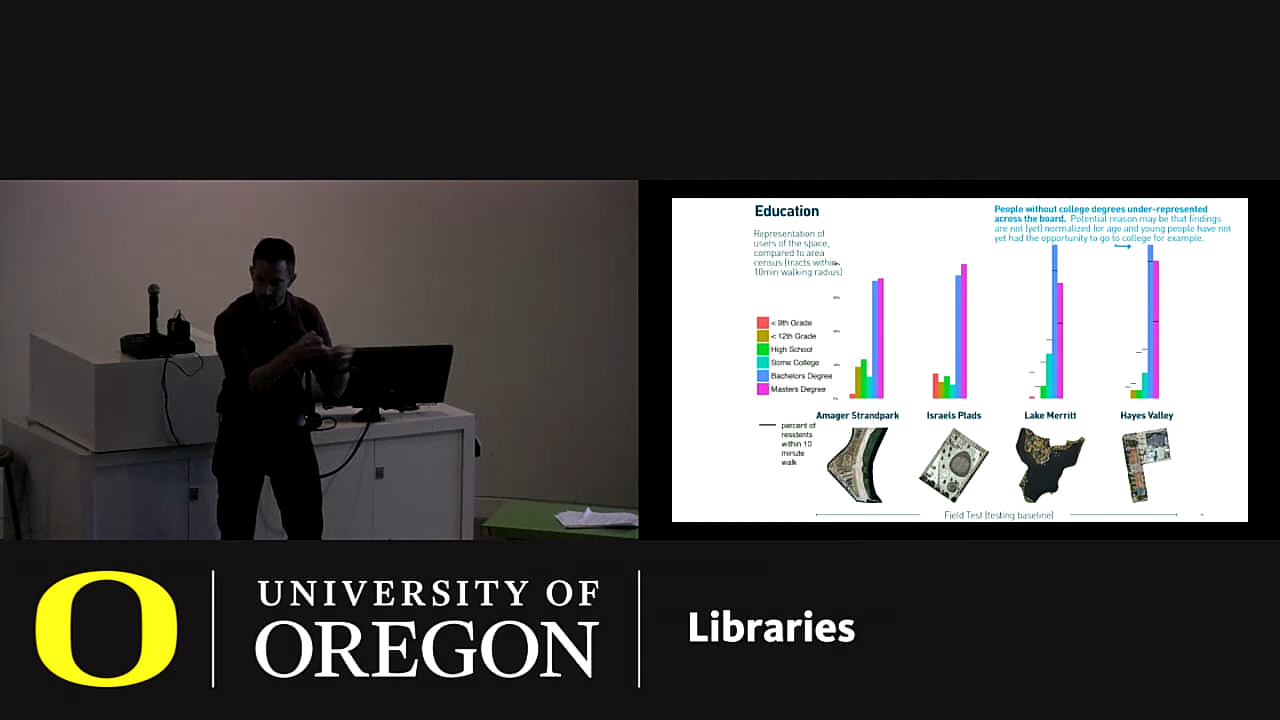 Education
Representation of
users of the space,
compared to area
census (tracts within
10min walking radius)
People without college degrees under-represented
across the board. Potential reason may be that findings
are not (yet) normalized for age and young people have not
yet had the opportunity to go to college for example.
< 9th Grade
< 12th Grade
High School
Some College
Bachelors Degree
Masters Degree
percent of
residents
within 10
minute
walk
Amager Strandpark
Israels Plads
Lake Merritt
Hayes Valley
Field Test (testing baseline)
UNIVERSITY OF
OREGON
Libraries